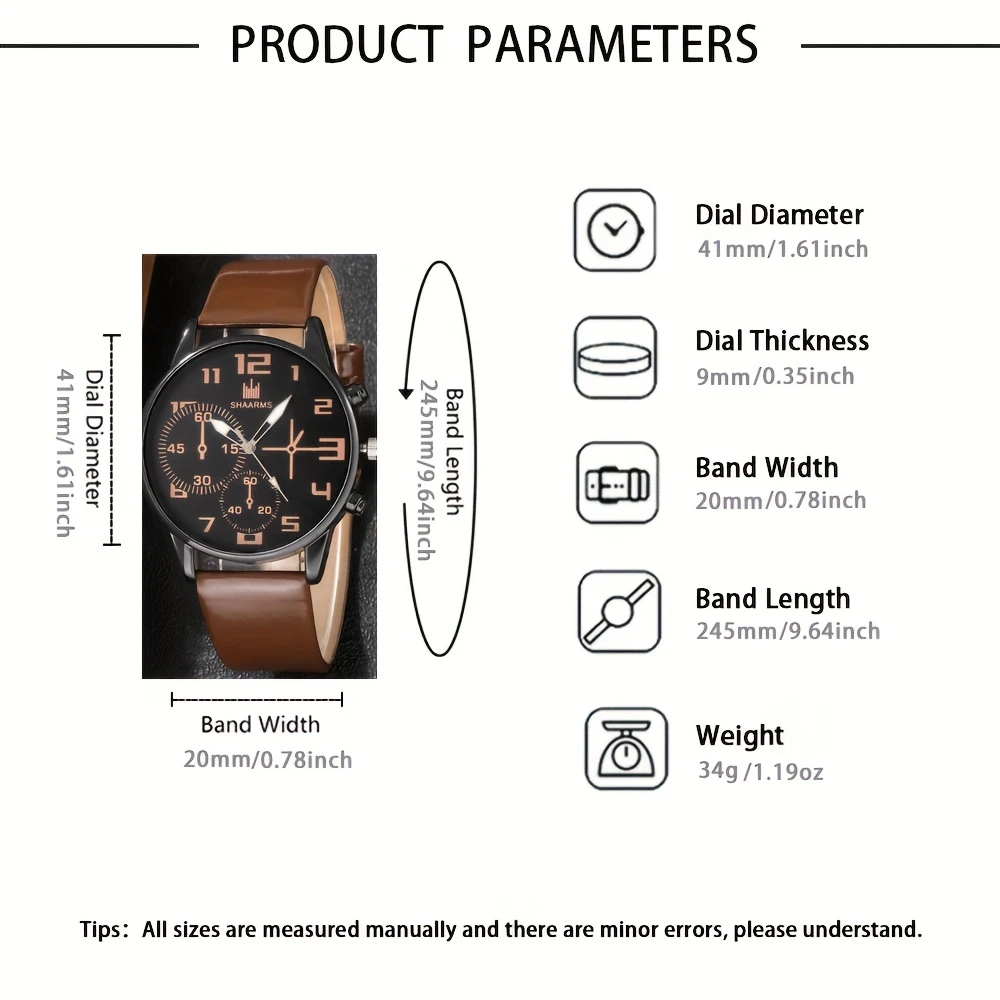 PRODUCT PARAMETERS
Dial Diameter
41mm/1.61inch
12
11
1
SHAARMS
2
60
45
15
30
3
4
60
40
20
7
5
Band Length
245mm/9.64inch
Band Width
20mm/0.78inch
Dial Diameter
41mm/1.61inch
Dial Thickness
9mm/0.35inch
Band Width
20mm/0.78inch
Band Length
245mm/9.64inch
Weight
34g/1.19oz
Tips: All sizes are measured manually and there are minor errors, please understand.